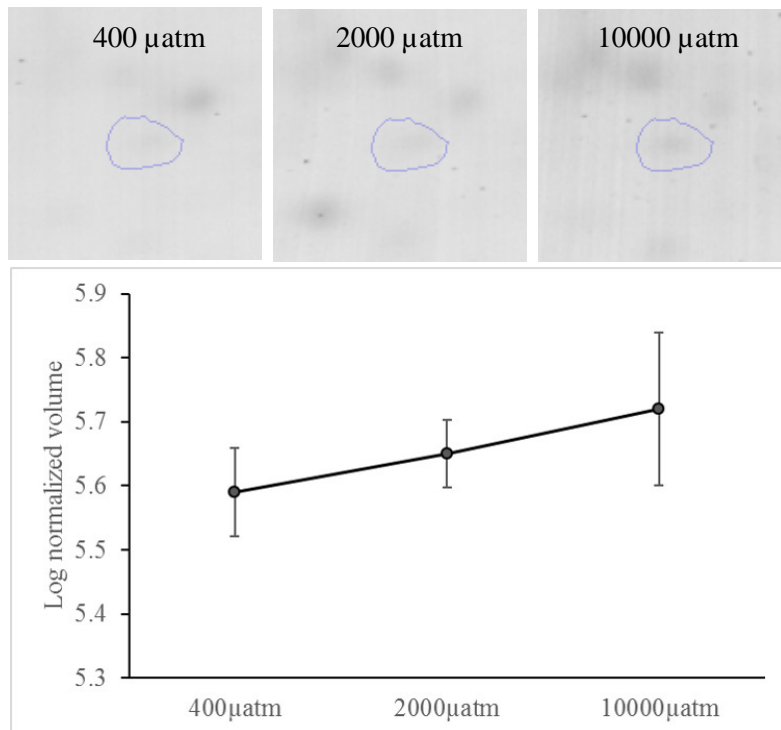 400 µatm 2000 µatm 10000 µatm
5.9
5.8
5.7
5.6
5.5
5.4
5.3
Log normalized volume
400µatm 2000µatm 10000µatm